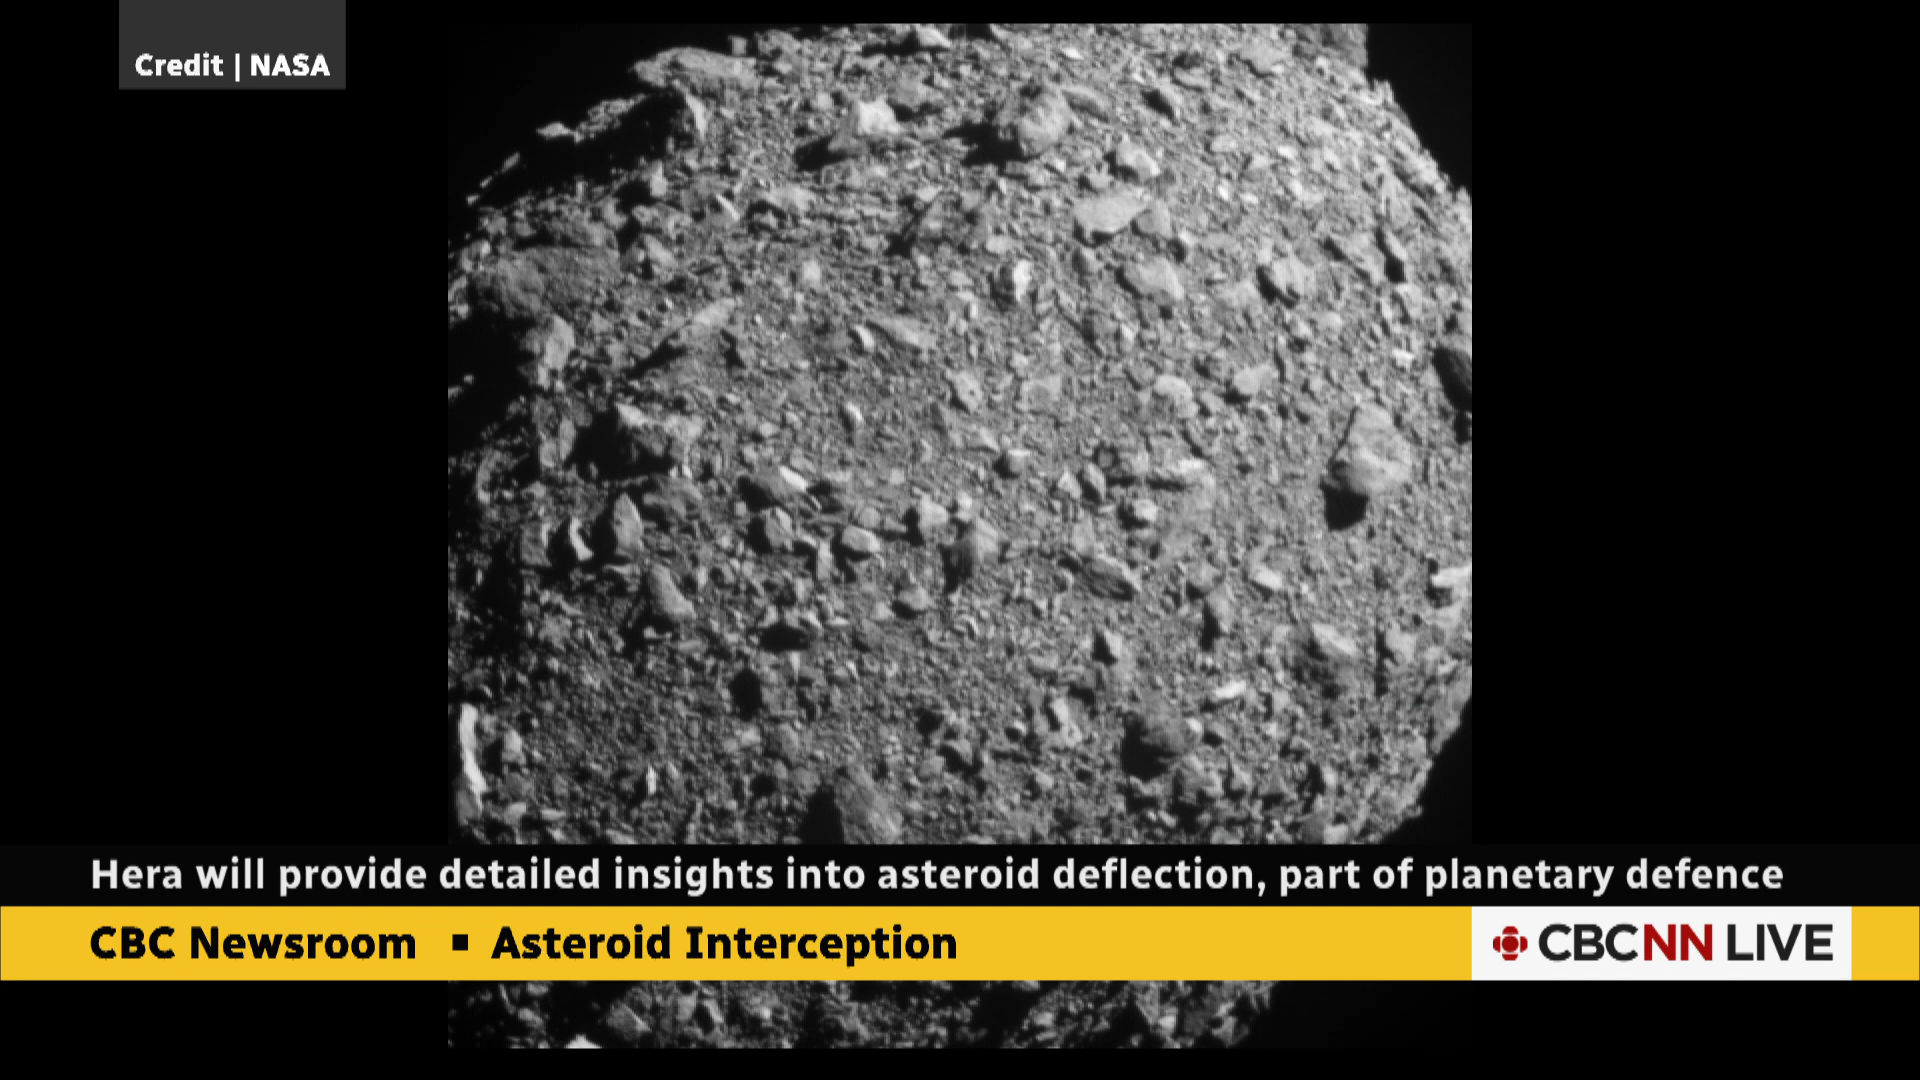 Credit | NASA
Hera will provide detailed insights into asteroid deflection, part of planetary defence
CBC Newsroom ▪ Asteroid Interception
CBCNN LIVE